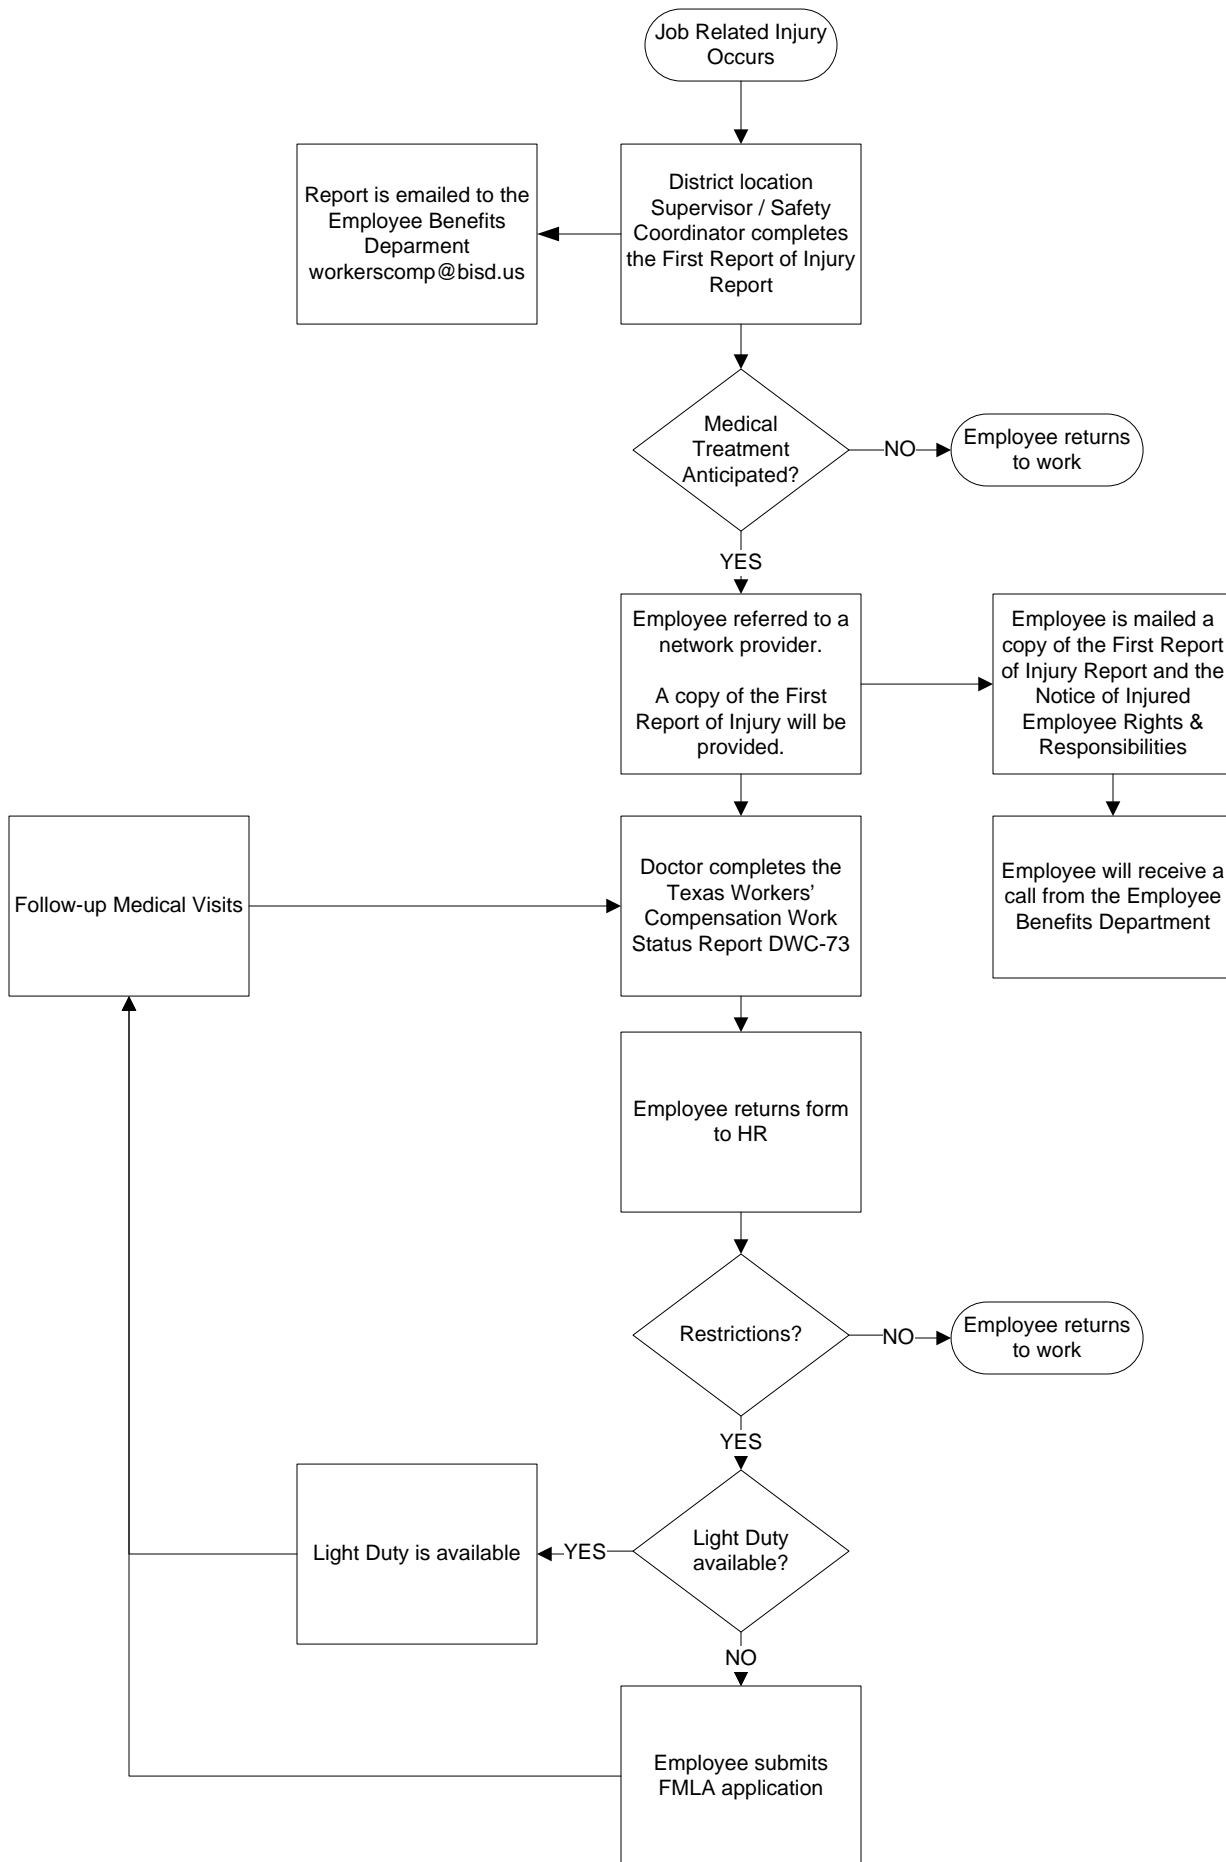 Job Related Injury
Occurs
Report is emailed to the
Employee Benefits
Deparment
workerscomp@bisd.us
District location
Supervisor / Safety
Coordinator completes
the First Report of Injury
Report
Medical
Treatment
Anticipated?
NO
Employee returns
to work
YES
Employee referred to a
network provider.
A copy of the First
Report of Injury will be
provided.
Employee is mailed a
copy of the First Report
of Injury Report and the
Notice of Injured
Employee Rights &
Responsibilities
Follow-up Medical Visits
Doctor completes the
Texas Workers’
Compensation Work
Status Report DWC-73
Employee will receive a
call from the Employee
Benefits Department
Employee returns form
to HR
Restrictions?
NO
Employee returns
to work
YES
Light Duty is available
YES
Light Duty
available?
NO
Employee submits
FMLA application